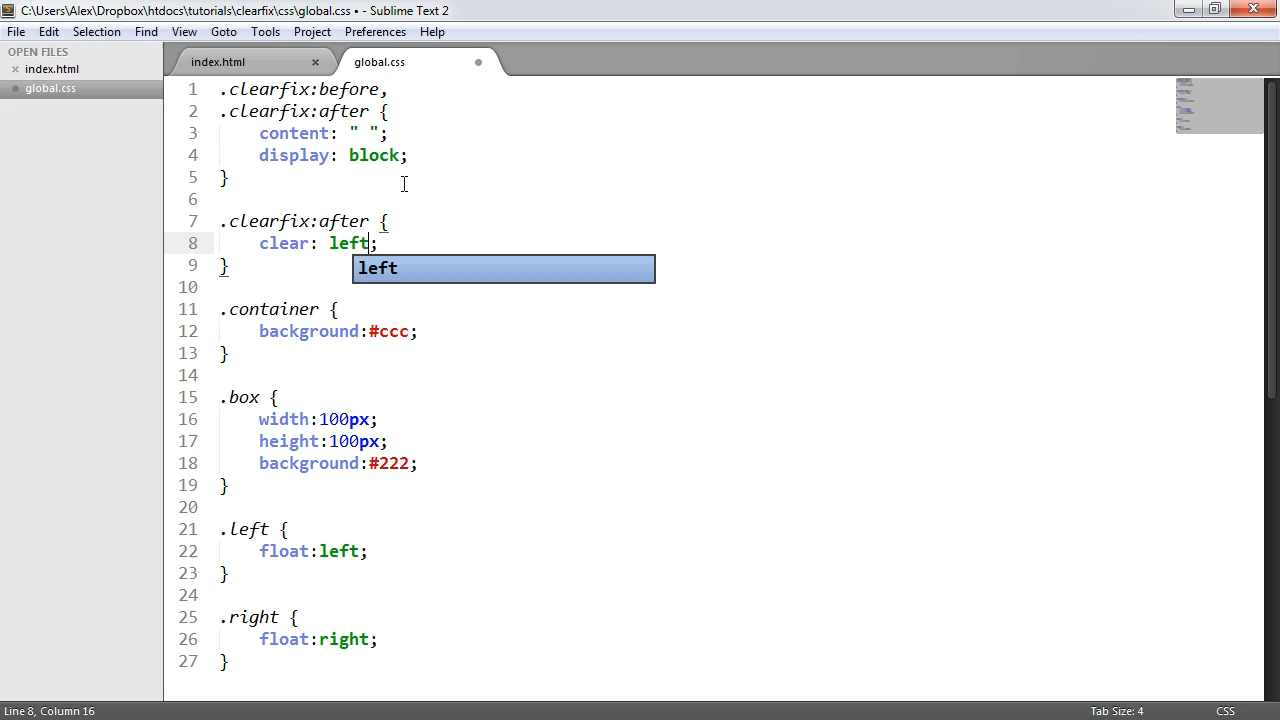 C:\Users\Alex\Dropbox\htdocs\tutorials\clearfix\css\global.css • - Sublime Text 2
File Edit Selection Find View Goto Tools Project Preferences Help
OPEN FILES
index.html
global.css
index.html global.css
1 .clearfix:before,
2 .clearfix:after {
3 content: " ";
4 display: block;
5 }
6
7 .clearfix:after {
8 clear: left;
left
9 }
10
11 .container {
12 background:#ccc;
13 }
14
15 .box {
16 width:100px;
17 height:100px;
18 background:#222;
19 }
20
21 .left {
22 float:left;
23 }
24
25 .right {
26 float:right;
27 }
Line 8, Column 16 Tab Size: 4 CSS